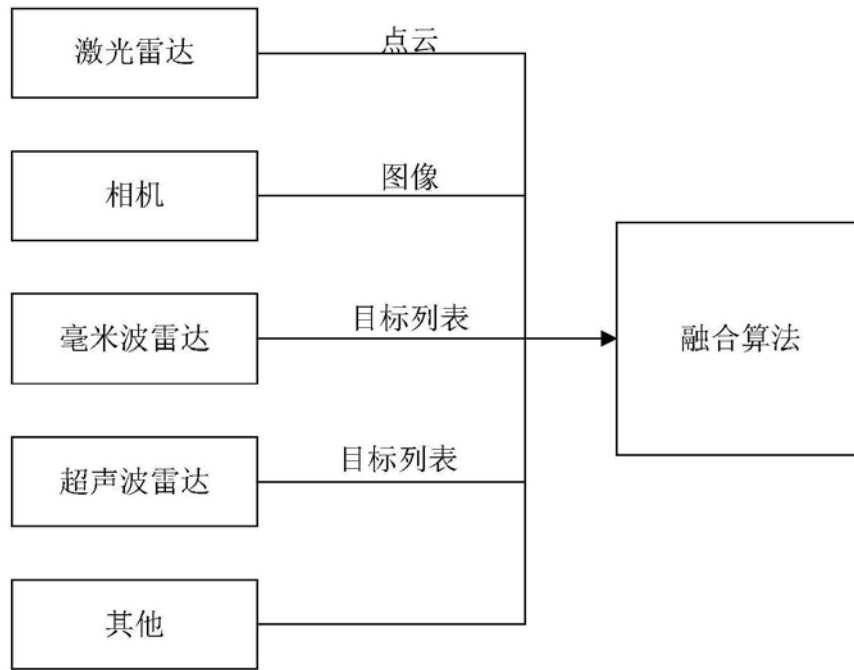 激光雷达
点云
相机
图像
毫米波雷达
目标列表
融合算法
超声波雷达
目标列表
其他